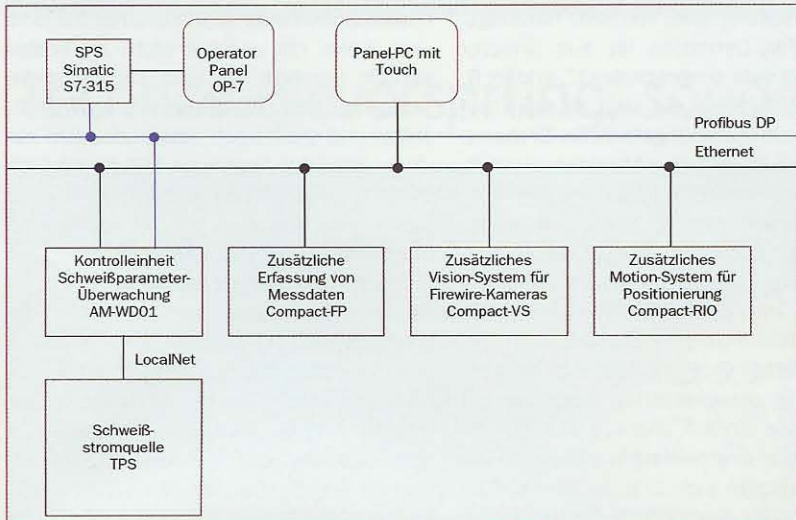 SPS
Simatic
S7-315
Operator
Panel
OP-7
Panel-PC mit
Touch
Profibus DP
Ethernet
Kontrolleinheit
Schweißparameter-
Überwachung
AM-WD01
Zusätzliche
Erfassung von
Messdaten
Compact-FP
Zusätzliches
Vision-System für
Firewire-Kameras
Compact-VS
Zusätzliches
Motion-System für
Positionierung
Compact-RIO
LocalNet
Schweiß-
stromquelle
TPS